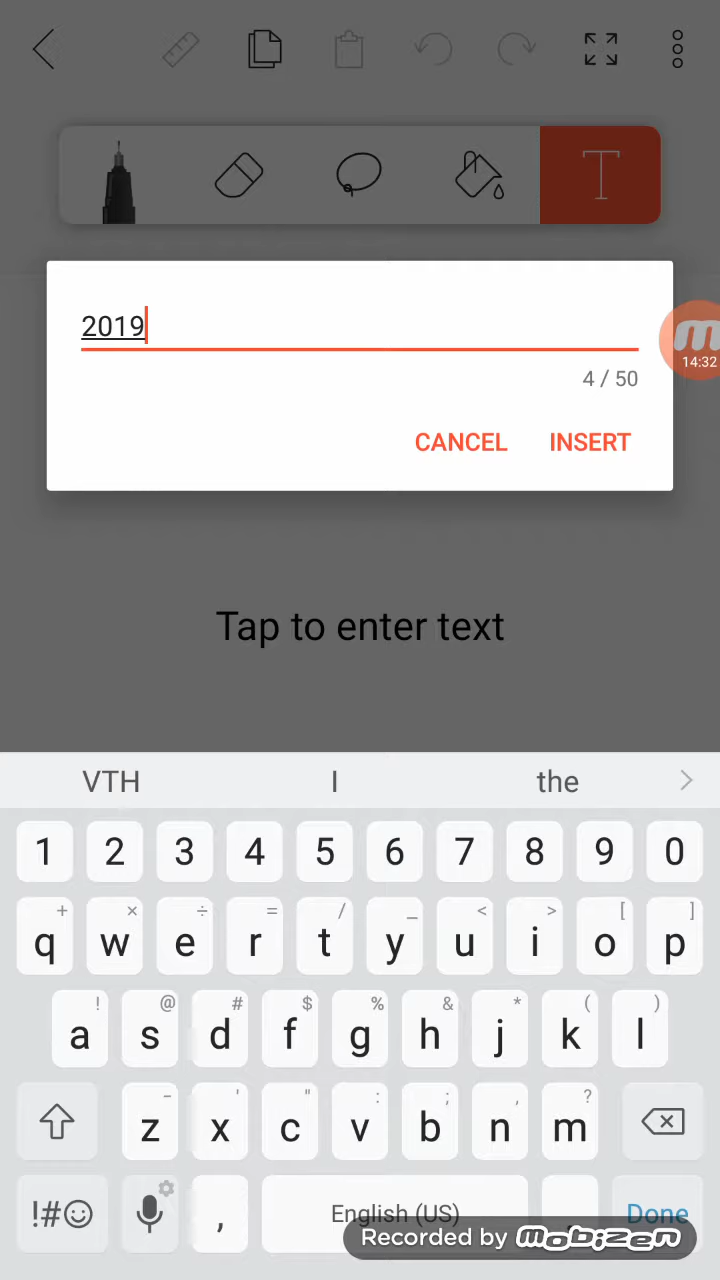 T
2019
m
14:32
4 / 50
CANCEL INSERT
Tap to enter text
VTH I the
1 2 3 4 5 6 7 8 9 0
+ × ÷ = / _ < > [ ]
q w e r t y u i o p
! @ # $ % & * ( )
a s d f g h j k l
- ' " : ; , ?
z x c v b n m
!#☺ , English (US) . Done
Recorded by mobizen